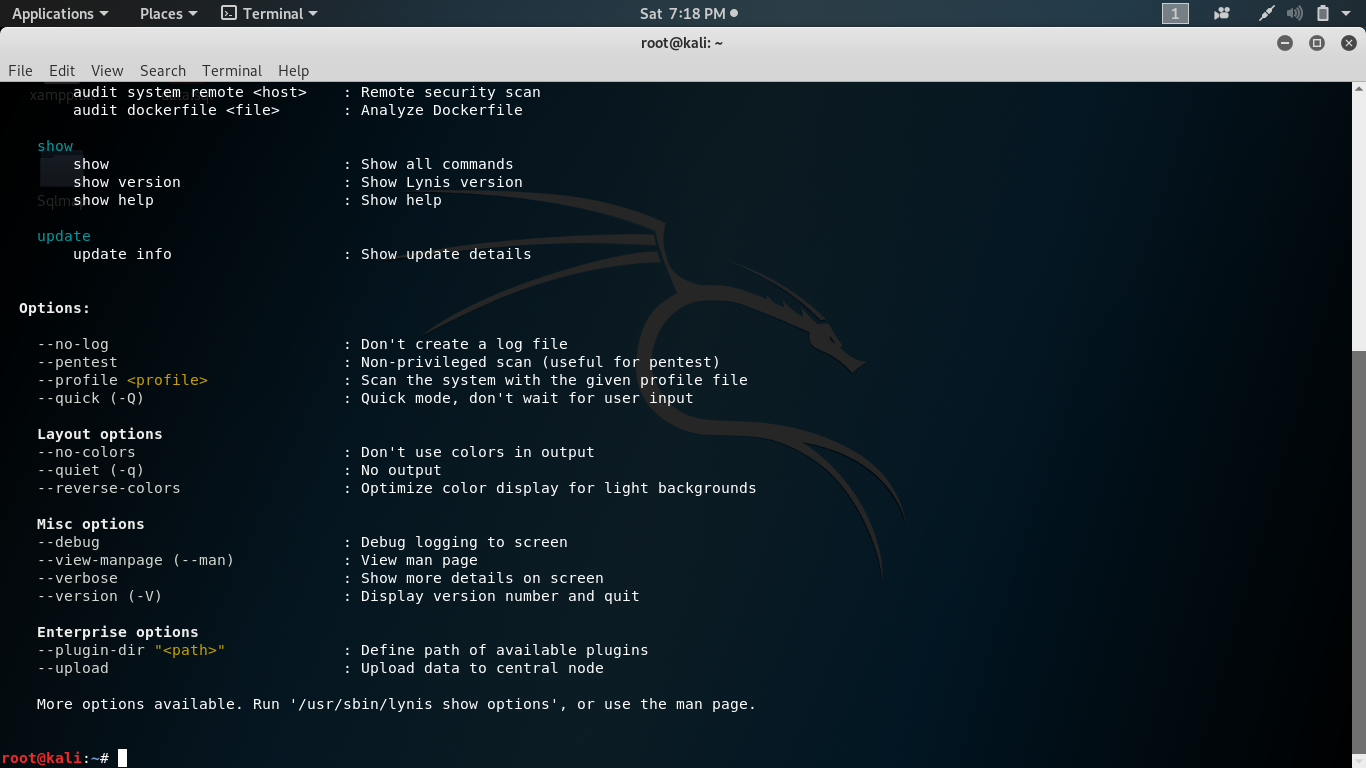 Applications Places Terminal Sat 7:18 PM 1
root@kali: ~
File Edit View Search Terminal Help
audit system remote <host> : Remote security scan
audit dockerfile <file> : Analyze Dockerfile
show
show : Show all commands
show version : Show Lynis version
show help : Show help
update
update info : Show update details
Options:
--no-log : Don't create a log file
--pentest : Non-privileged scan (useful for pentest)
--profile <profile> : Scan the system with the given profile file
--quick (-Q) : Quick mode, don't wait for user input
Layout options
--no-colors : Don't use colors in output
--quiet (-q) : No output
--reverse-colors : Optimize color display for light backgrounds
Misc options
--debug : Debug logging to screen
--view-manpage (--man) : View man page
--verbose : Show more details on screen
--version (-V) : Display version number and quit
Enterprise options
--plugin-dir "<path>" : Define path of available plugins
--upload : Upload data to central node
More options available. Run '/usr/sbin/lynis show options', or use the man page.
root@kali:~#